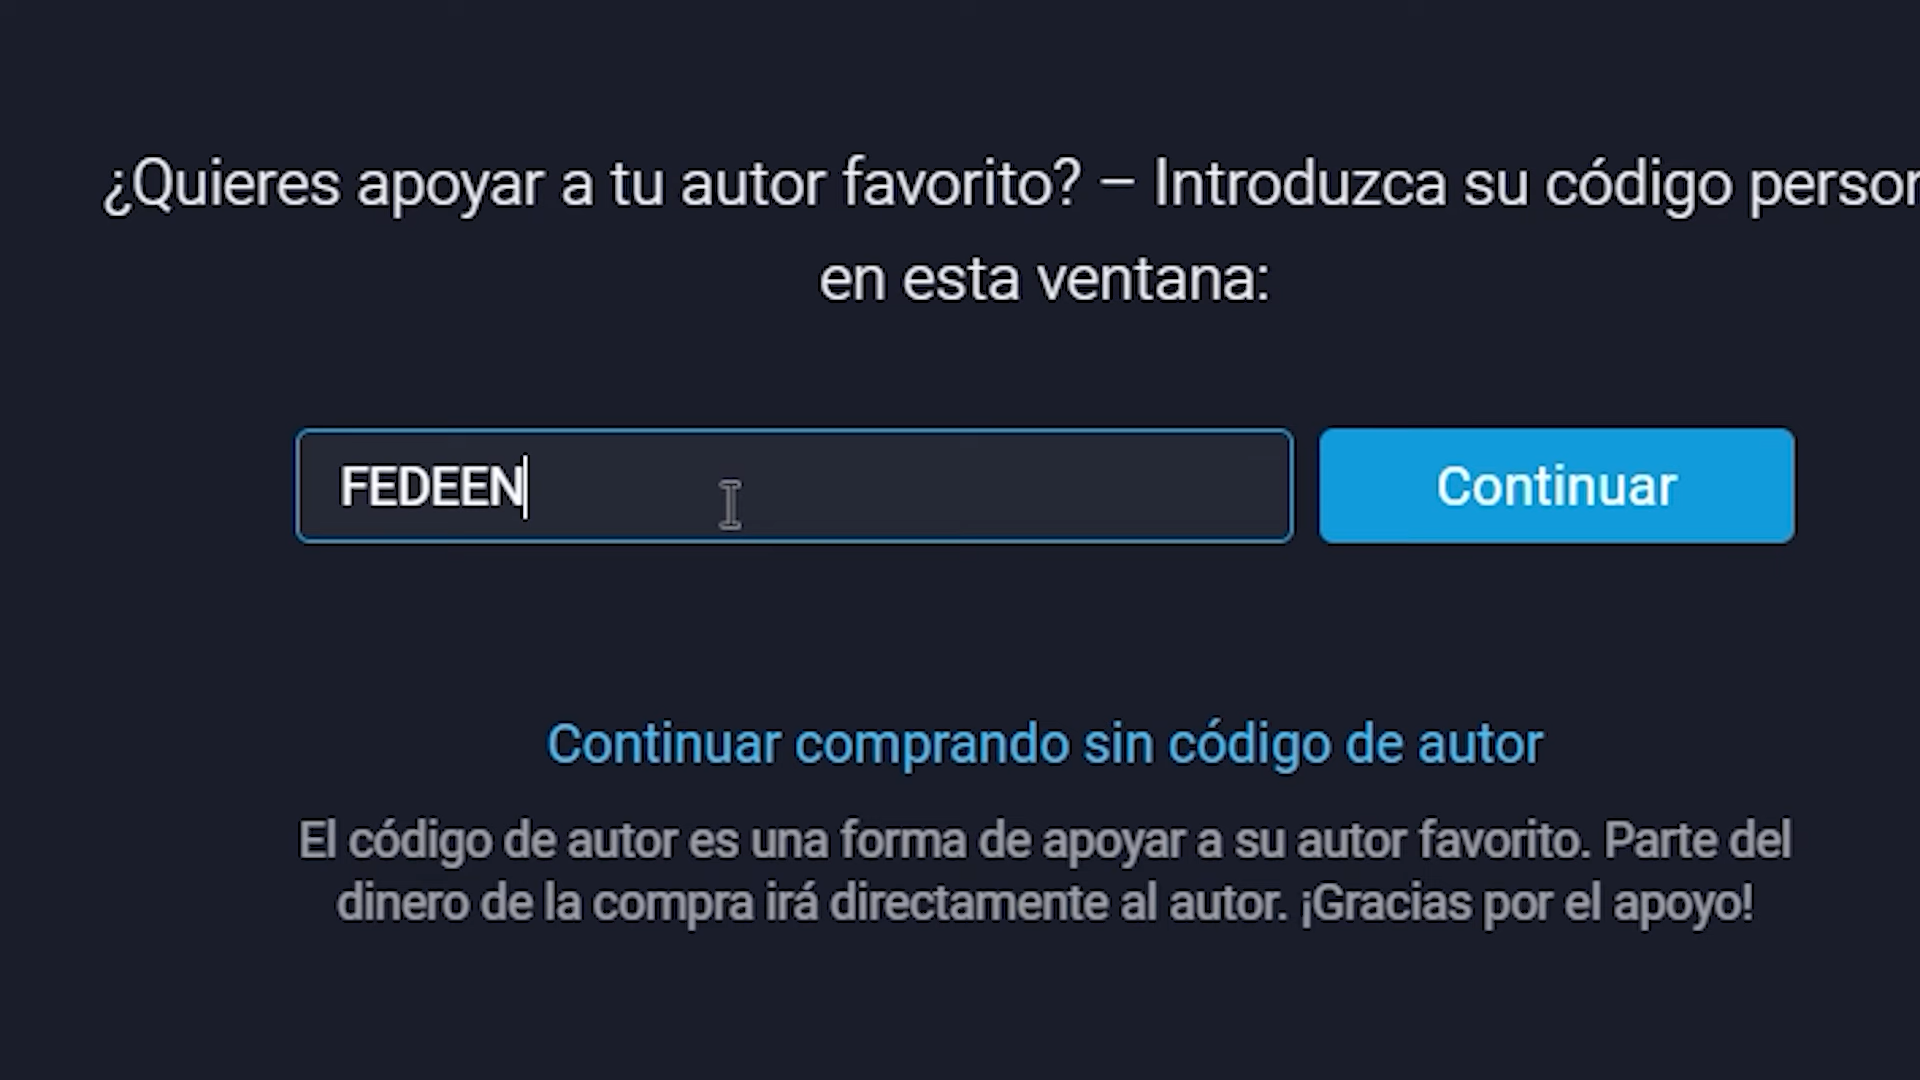 ¿Quieres apoyar a tu autor favorito? – Introduzca su código person
en esta ventana:
FEDEEN
Continuar
Continuar comprando sin código de autor
El código de autor es una forma de apoyar a su autor favorito. Parte del
dinero de la compra irá directamente al autor. ¡Gracias por el apoyo!